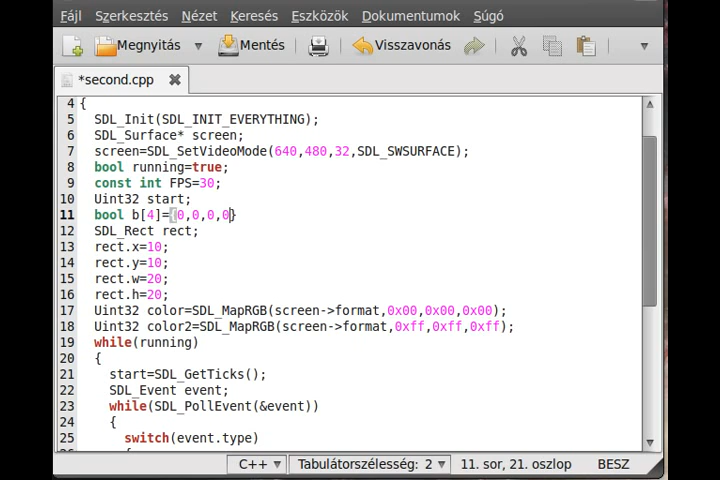 Fájl Szerkesztés Nézet Keresés Eszközök Dokumentumok Súgó
Megnyitás Mentés Visszavonás
*second.cpp
4 {
5 SDL_Init(SDL_INIT_EVERYTHING);
6 SDL_Surface* screen;
7 screen=SDL_SetVideoMode(640,480,32,SDL_SWSURFACE);
8 bool running=true;
9 const int FPS=30;
10 Uint32 start;
11 bool b[4]={0,0,0,0}
12 SDL_Rect rect;
13 rect.x=10;
14 rect.y=10;
15 rect.w=20;
16 rect.h=20;
17 Uint32 color=SDL_MapRGB(screen->format,0x00,0x00,0x00);
18 Uint32 color2=SDL_MapRGB(screen->format,0xff,0xff,0xff);
19 while(running)
20 {
21 start=SDL_GetTicks();
22 SDL_Event event;
23 while(SDL_PollEvent(&event))
24 {
25 switch(event.type)
C++ Tabulátorszélesség: 2 11. sor, 21. oszlop BESZ